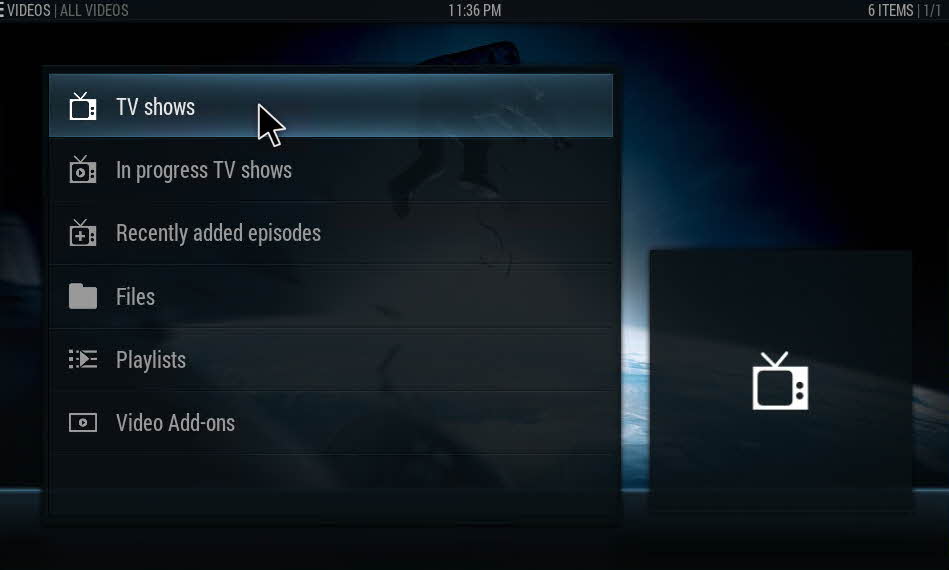 VIDEOS | ALL VIDEOS
11:36 PM
6 ITEMS | 1/1
TV shows
In progress TV shows
Recently added episodes
Files
Playlists
Video Add-ons